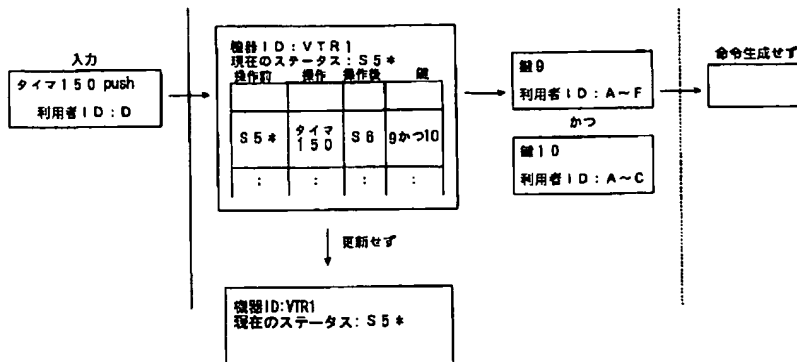 入力
タイマ150 push
利用者ID:D
機器ID:VTR1
現在のステータス:S5*
操作前 操作 操作後 鍵
S5* タイマ150 S6 9かつ10
: : : :
更新せず
機器ID:VTR1
現在のステータス:S5*
鍵9
利用者ID:A~F
かつ
鍵10
利用者ID:A~C
命令生成せず